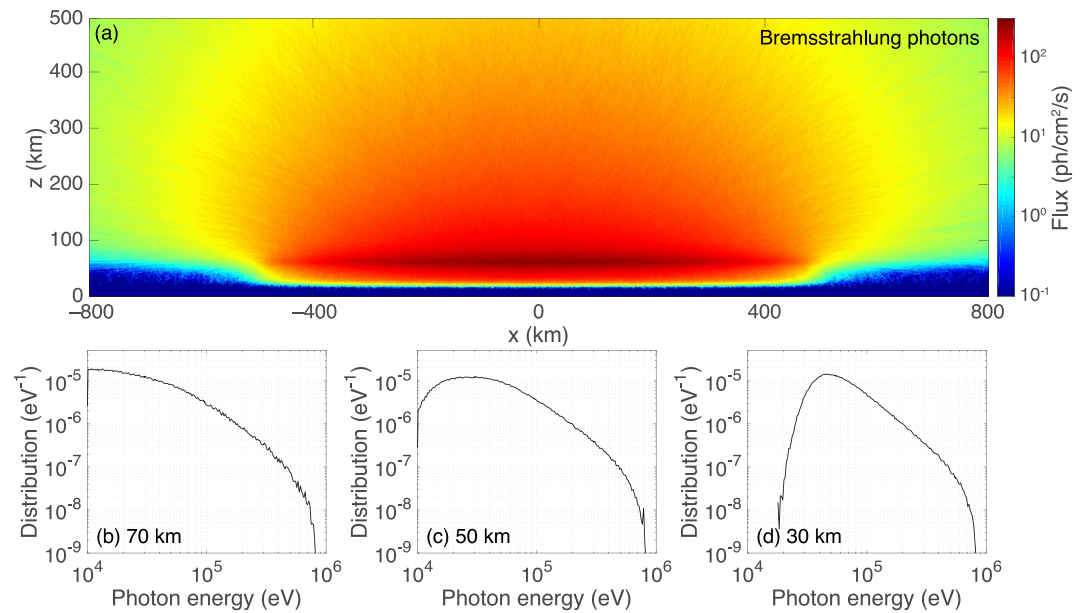 (a)
Bremsstrahlung photons
500
400
300
200
100
0
z (km)
−800
−400
0
400
800
x (km)
10²
10¹
10⁰
10⁻¹
Flux (ph/cm²/s)
Distribution (eV⁻¹)
10⁻⁵
10⁻⁶
10⁻⁷
10⁻⁸
10⁻⁹
(b) 70 km
10⁴
10⁵
10⁶
Photon energy (eV)
Distribution (eV⁻¹)
10⁻⁵
10⁻⁶
10⁻⁷
10⁻⁸
10⁻⁹
(c) 50 km
10⁴
10⁵
10⁶
Photon energy (eV)
Distribution (eV⁻¹)
10⁻⁵
10⁻⁶
10⁻⁷
10⁻⁸
10⁻⁹
(d) 30 km
10⁴
10⁵
10⁶
Photon energy (eV)